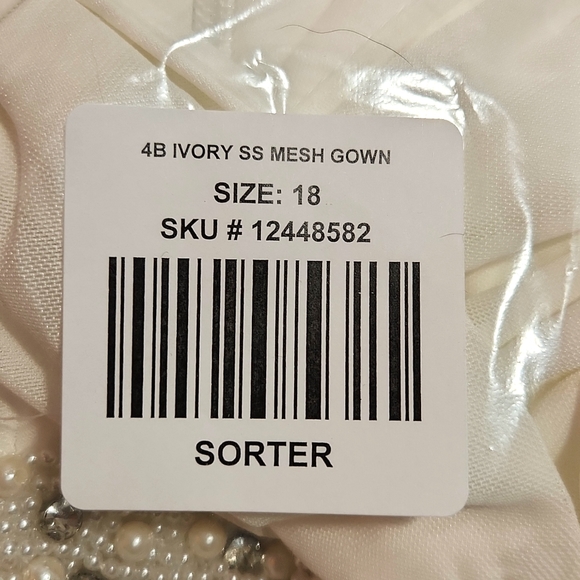 4B IVORY SS MESH GOWN
SIZE: 18
SKU # 12448582
SORTER